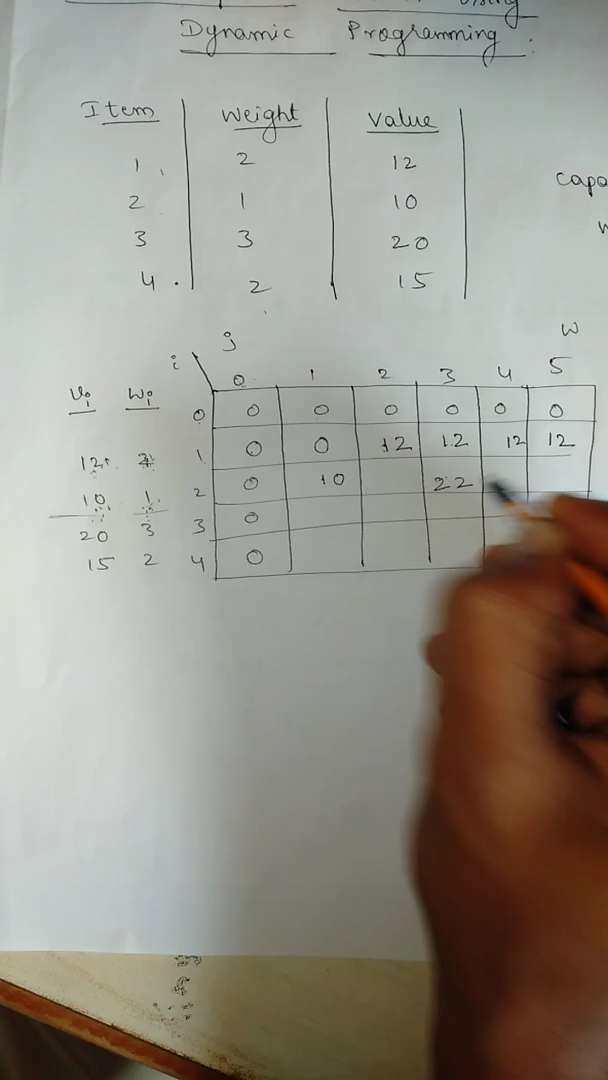 using
Dynamic Programming :
Item Weight Value
1 2 12
2 1 10
3 3 20
4 . 2 15
capa
w
j
i
W
0 1 2 3 4 5
vi wi
0 0 0 0 0 0 0
12 2 1 0 0 12 12 12 12
10 1 2 0 10 22
20 3 3 0
15 2 4 0